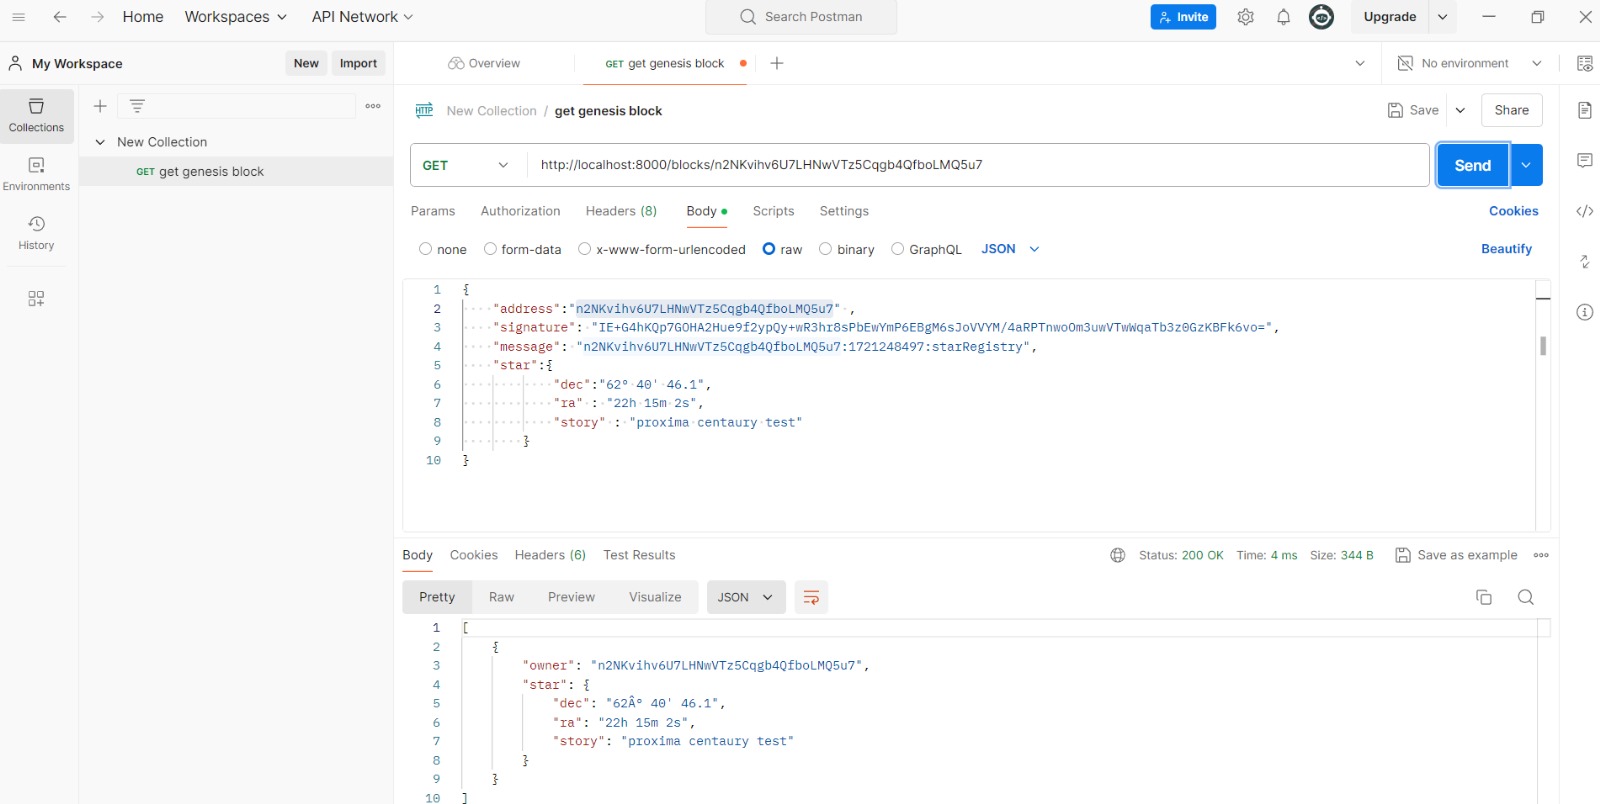 Home Workspaces API Network Search Postman Invite Upgrade
My Workspace New Import Overview GET get genesis block No environment
Collections
Environments
History
New Collection
GET get genesis block
HTTP New Collection / get genesis block Save Share
GET http://localhost:8000/blocks/n2NKvihv6U7LHNwVTz5Cqgb4QfboLMQ5u7 Send
Params Authorization Headers (8) Body Scripts Settings Cookies
none form-data x-www-form-urlencoded raw binary GraphQL JSON Beautify
1 {
2 "address":"n2NKvihv6U7LHNwVTz5Cqgb4QfboLMQ5u7" ,
3 "signature": "IE+G4hKQp7GOHA2Hue9f2ypQy+wR3hr8sPbEwYmP6EBgM6sJoVVYM/4aRPTnwoOm3uwVTwWqaTb3z0GzKBFk6vo=",
4 "message": "n2NKvihv6U7LHNwVTz5Cqgb4QfboLMQ5u7:1721248497:starRegistry",
5 "star":{
6 "dec":"62° 40' 46.1",
7 "ra" : "22h 15m 2s",
8 "story" : "proxima centaury test"
9 }
10 }
Body Cookies Headers (6) Test Results Status: 200 OK Time: 4 ms Size: 344 B Save as example
Pretty Raw Preview Visualize JSON
1 [
2 {
3 "owner": "n2NKvihv6U7LHNwVTz5Cqgb4QfboLMQ5u7",
4 "star": {
5 "dec": "62Â° 40' 46.1",
6 "ra": "22h 15m 2s",
7 "story": "proxima centaury test"
8 }
9 }
10 ]